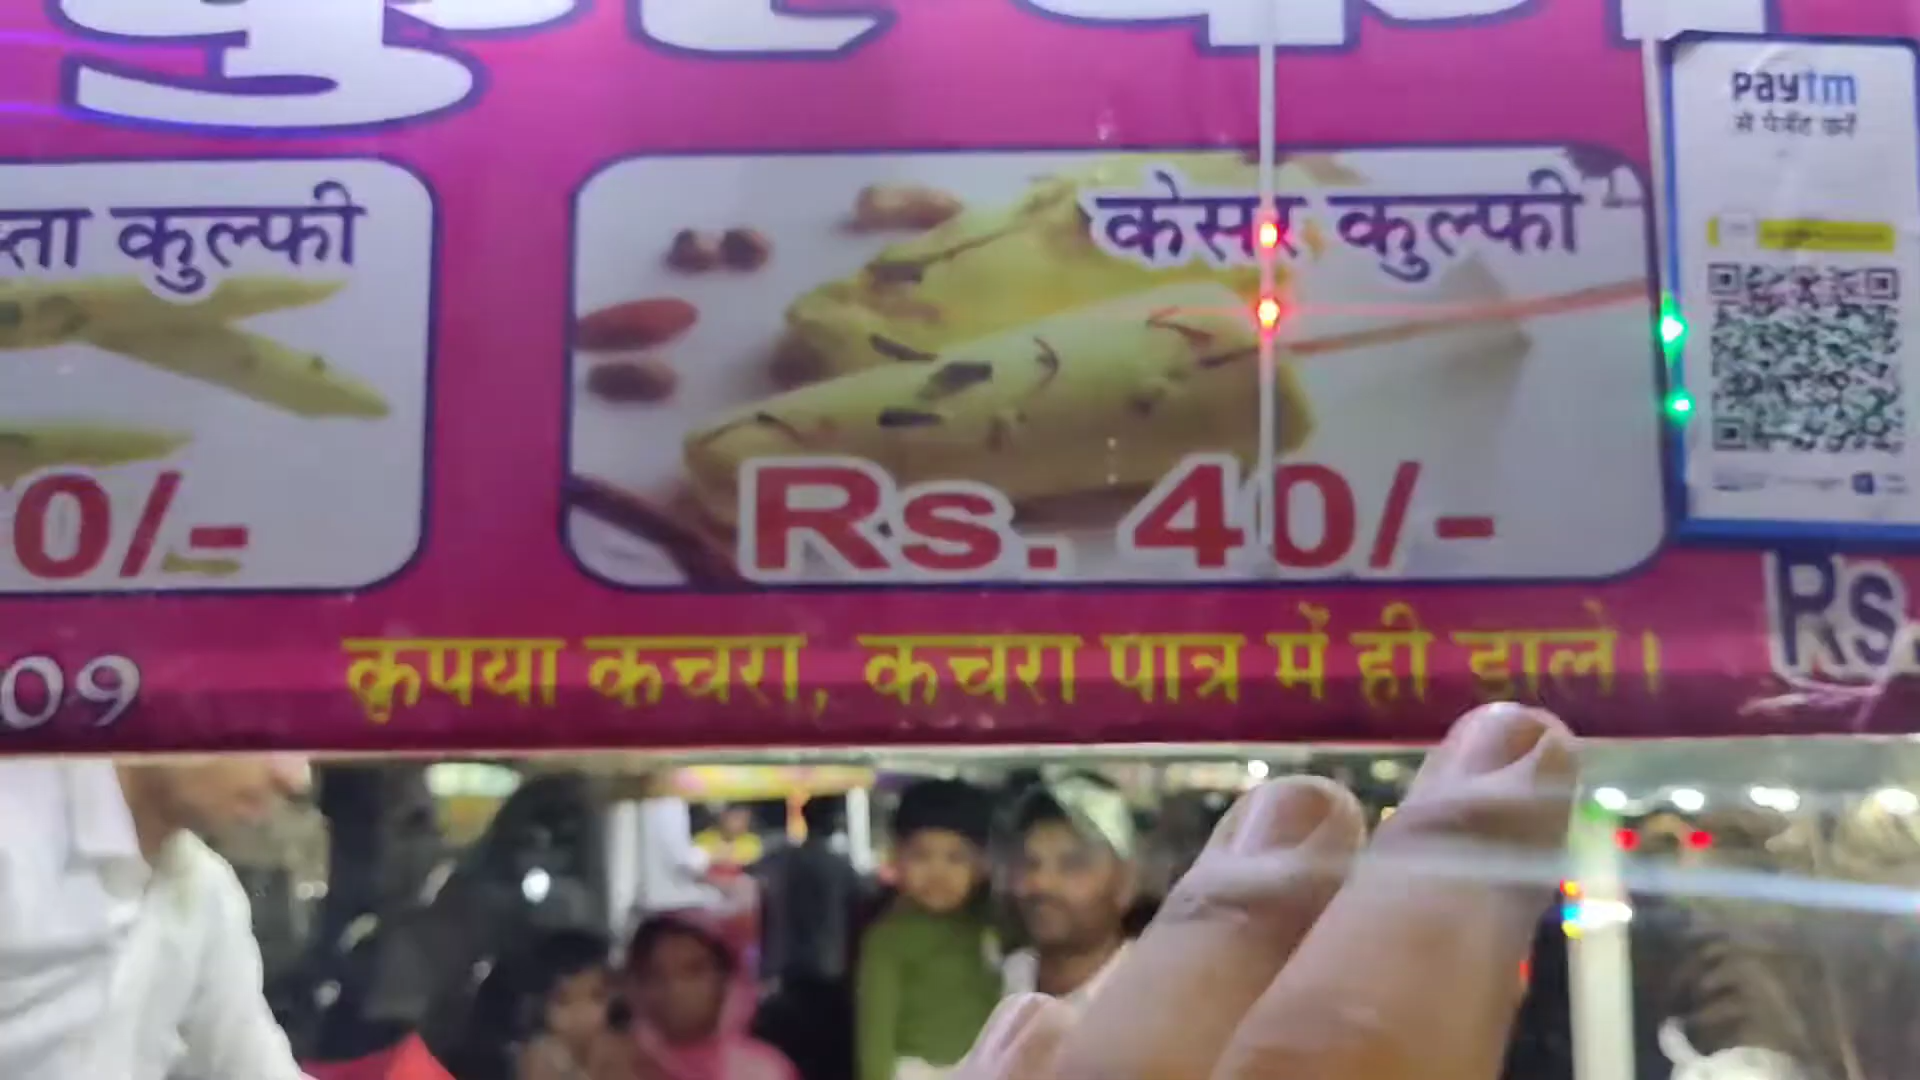 paytm
से पेमेंट करें
कुल्फी
केसर कुल्फी
0/-
Rs. 40/-
Rs.
09
कृपया कचरा, कचरा पात्र में ही डाले।